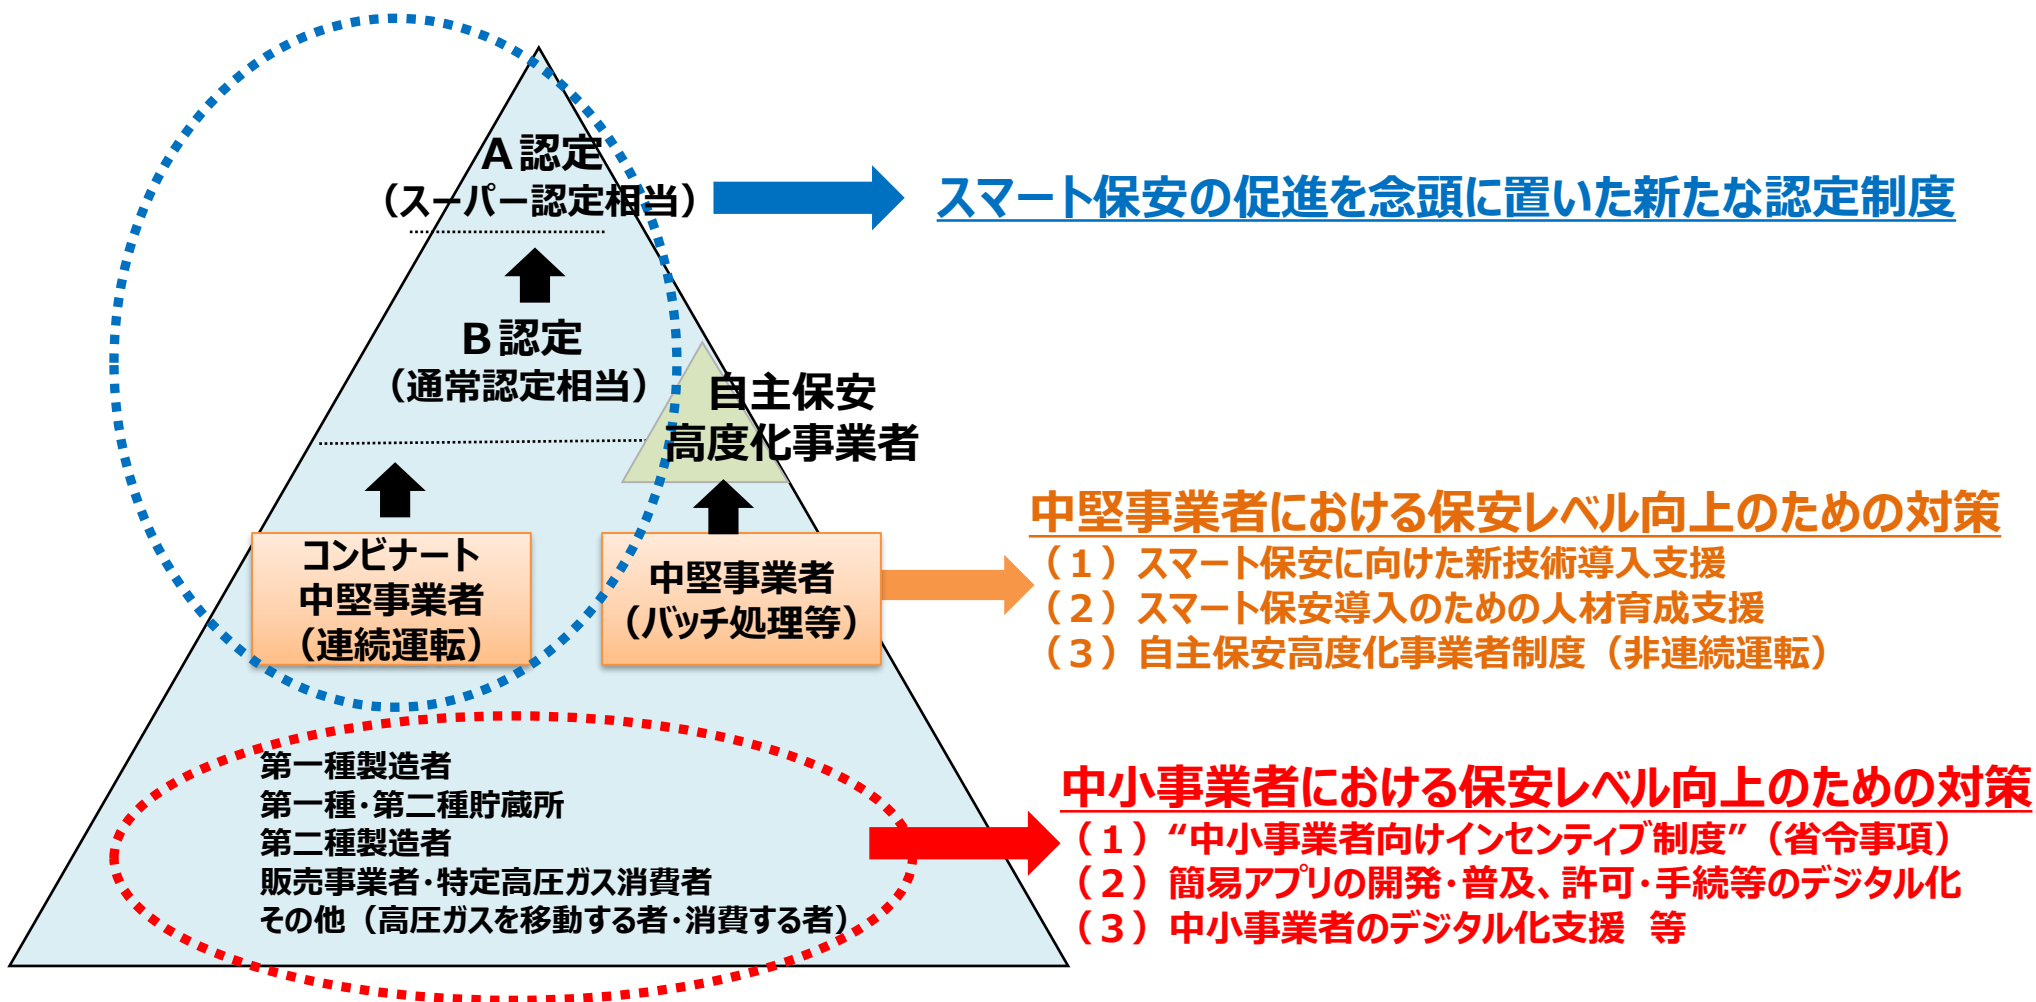 A認定
（スーパー認定相当）
スマート保安の促進を念頭に置いた新たな認定制度
B認定
（通常認定相当）
自主保安
高度化事業者
コンビナート
中堅事業者
（連続運転）
中堅事業者
（バッチ処理等）
中堅事業者における保安レベル向上のための対策
（１）スマート保安に向けた新技術導入支援
（２）スマート保安導入のための人材育成支援
（３）自主保安高度化事業者制度（非連続運転）
第一種製造者
第一種・第二種貯蔵所
第二種製造者
販売事業者・特定高圧ガス消費者
その他（高圧ガスを移動する者・消費する者）
中小事業者における保安レベル向上のための対策
（１）“中小事業者向けインセンティブ制度”（省令事項）
（２）簡易アプリの開発・普及、許可・手続等のデジタル化
（３）中小事業者のデジタル化支援　等